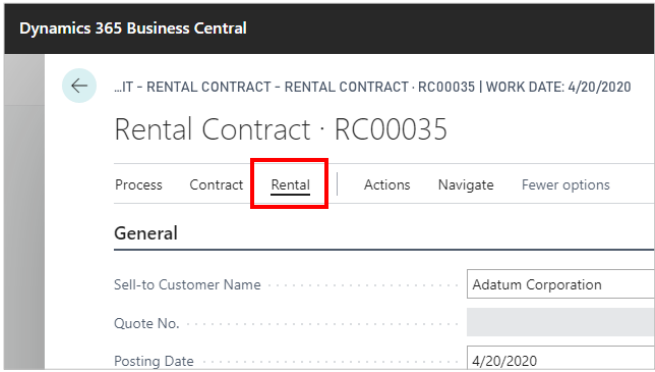 Dynamics 365 Business Central
...IT - RENTAL CONTRACT - RENTAL CONTRACT · RC00035 | WORK DATE: 4/20/2020
Rental Contract · RC00035
Process Contract Rental Actions Navigate Fewer options
General
Sell-to Customer Name Adatum Corporation
Quote No.
Posting Date 4/20/2020